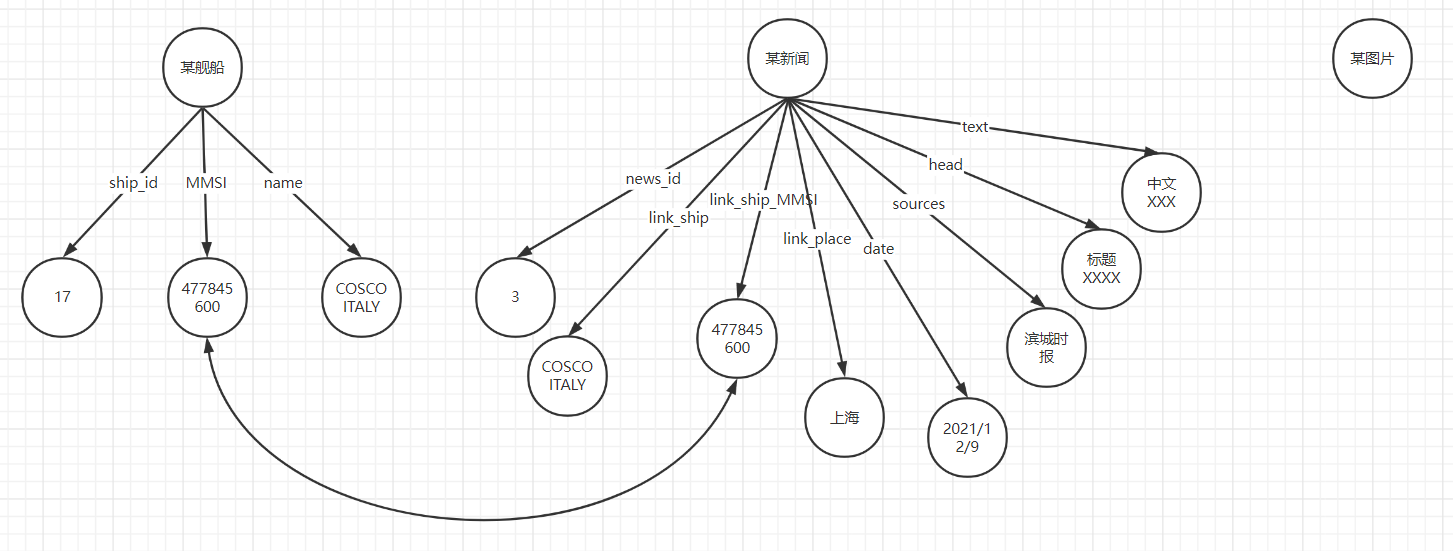 某舰船
某新闻
某图片
text
head
sources
date
link_place
link_ship_MMSI
link_ship
news_id
ship_id
MMSI
name
中文
XXX
标题
XXXX
滨城时
报
2021/1
2/9
上海
477845
600
COSCO
ITALY
3
17
477845
600
COSCO
ITALY